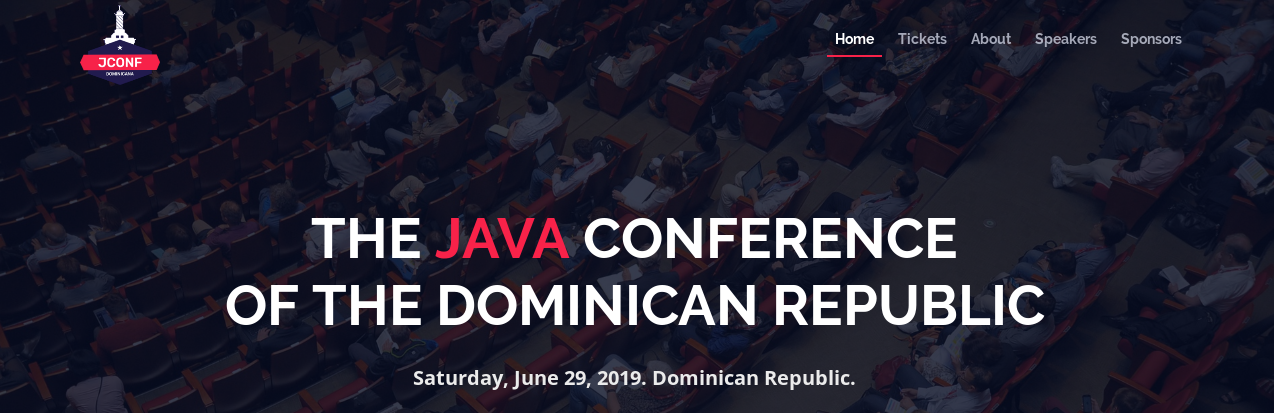 JCONF
DOMINICANA
Home Tickets About Speakers Sponsors
THE JAVA CONFERENCE
OF THE DOMINICAN REPUBLIC
Saturday, June 29, 2019. Dominican Republic.